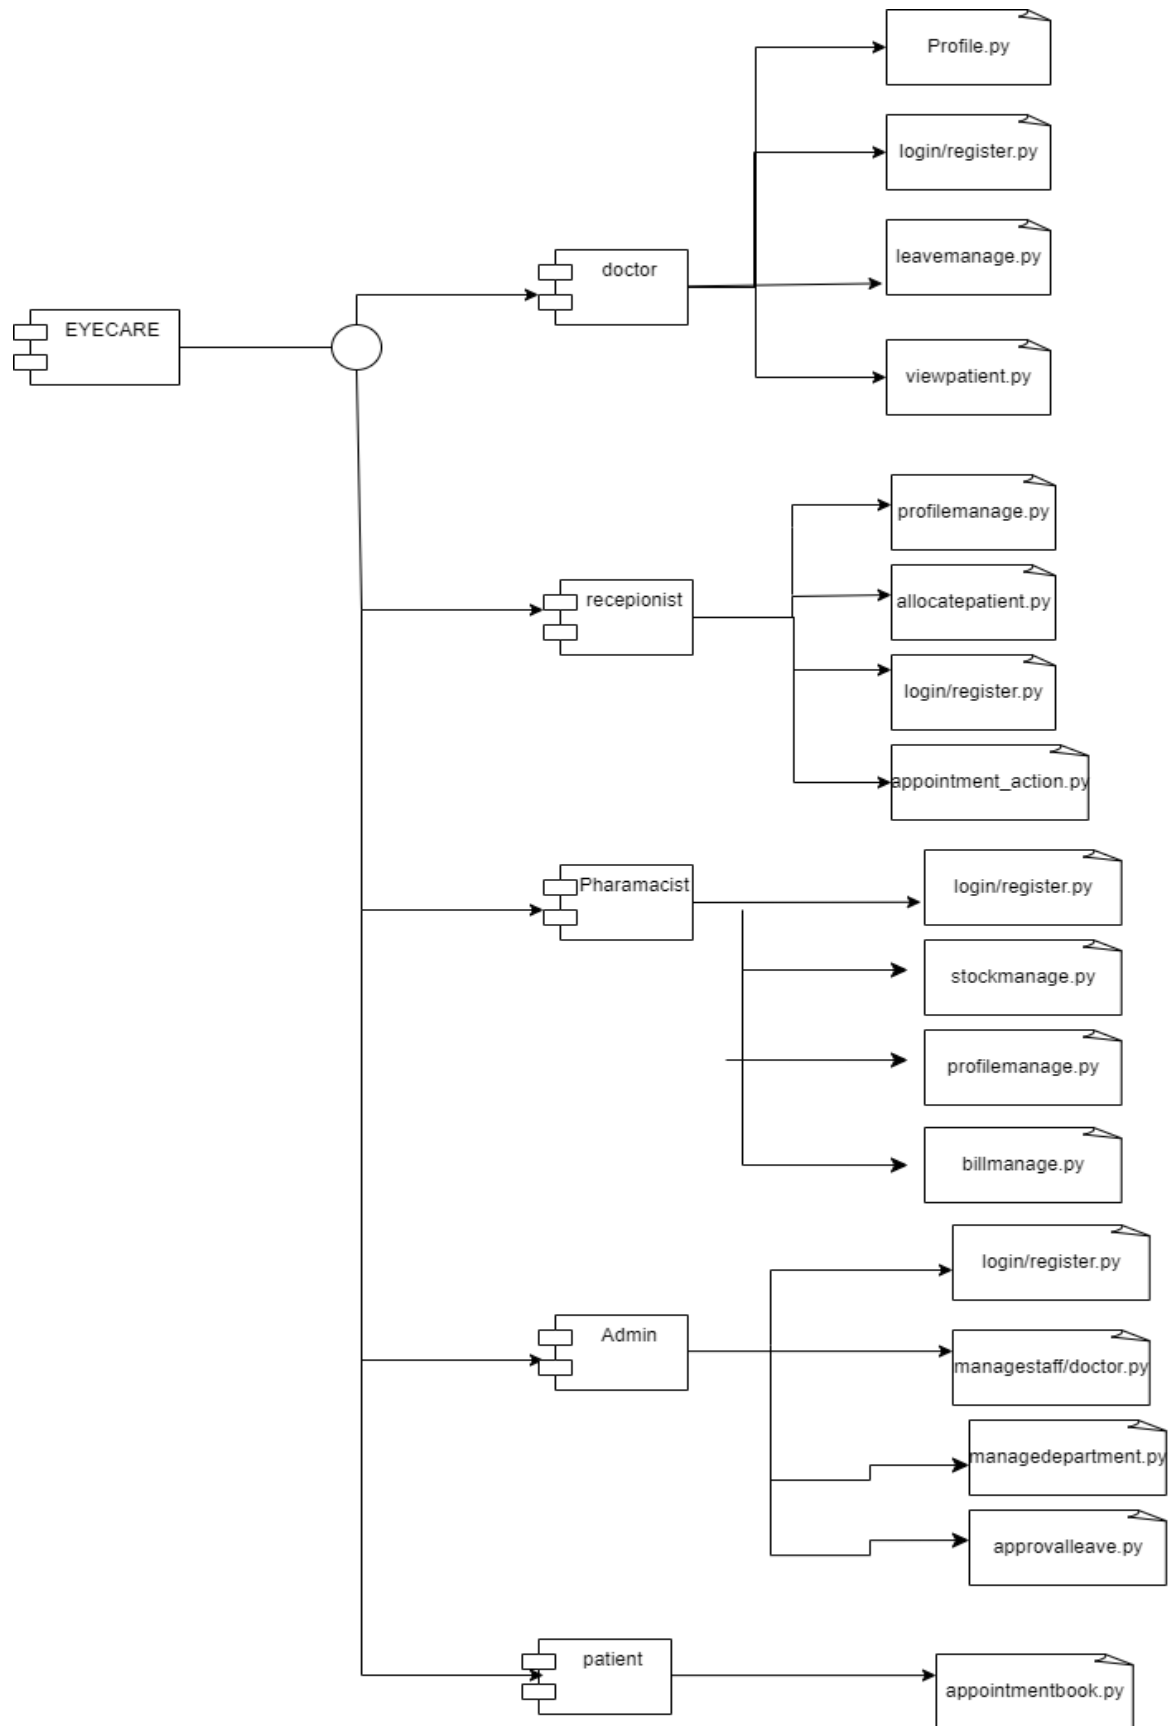 Profile.py
login/register.py
doctor
leavemanage.py
EYECARE
viewpatient.py
profilemanage.py
recepionist
allocatepatient.py
login/register.py
appointment_action.py
Pharamacist
login/register.py
stockmanage.py
profilemanage.py
billmanage.py
login/register.py
Admin
managestaff/doctor.py
managedepartment.py
approvalleave.py
patient
appointmentbook.py